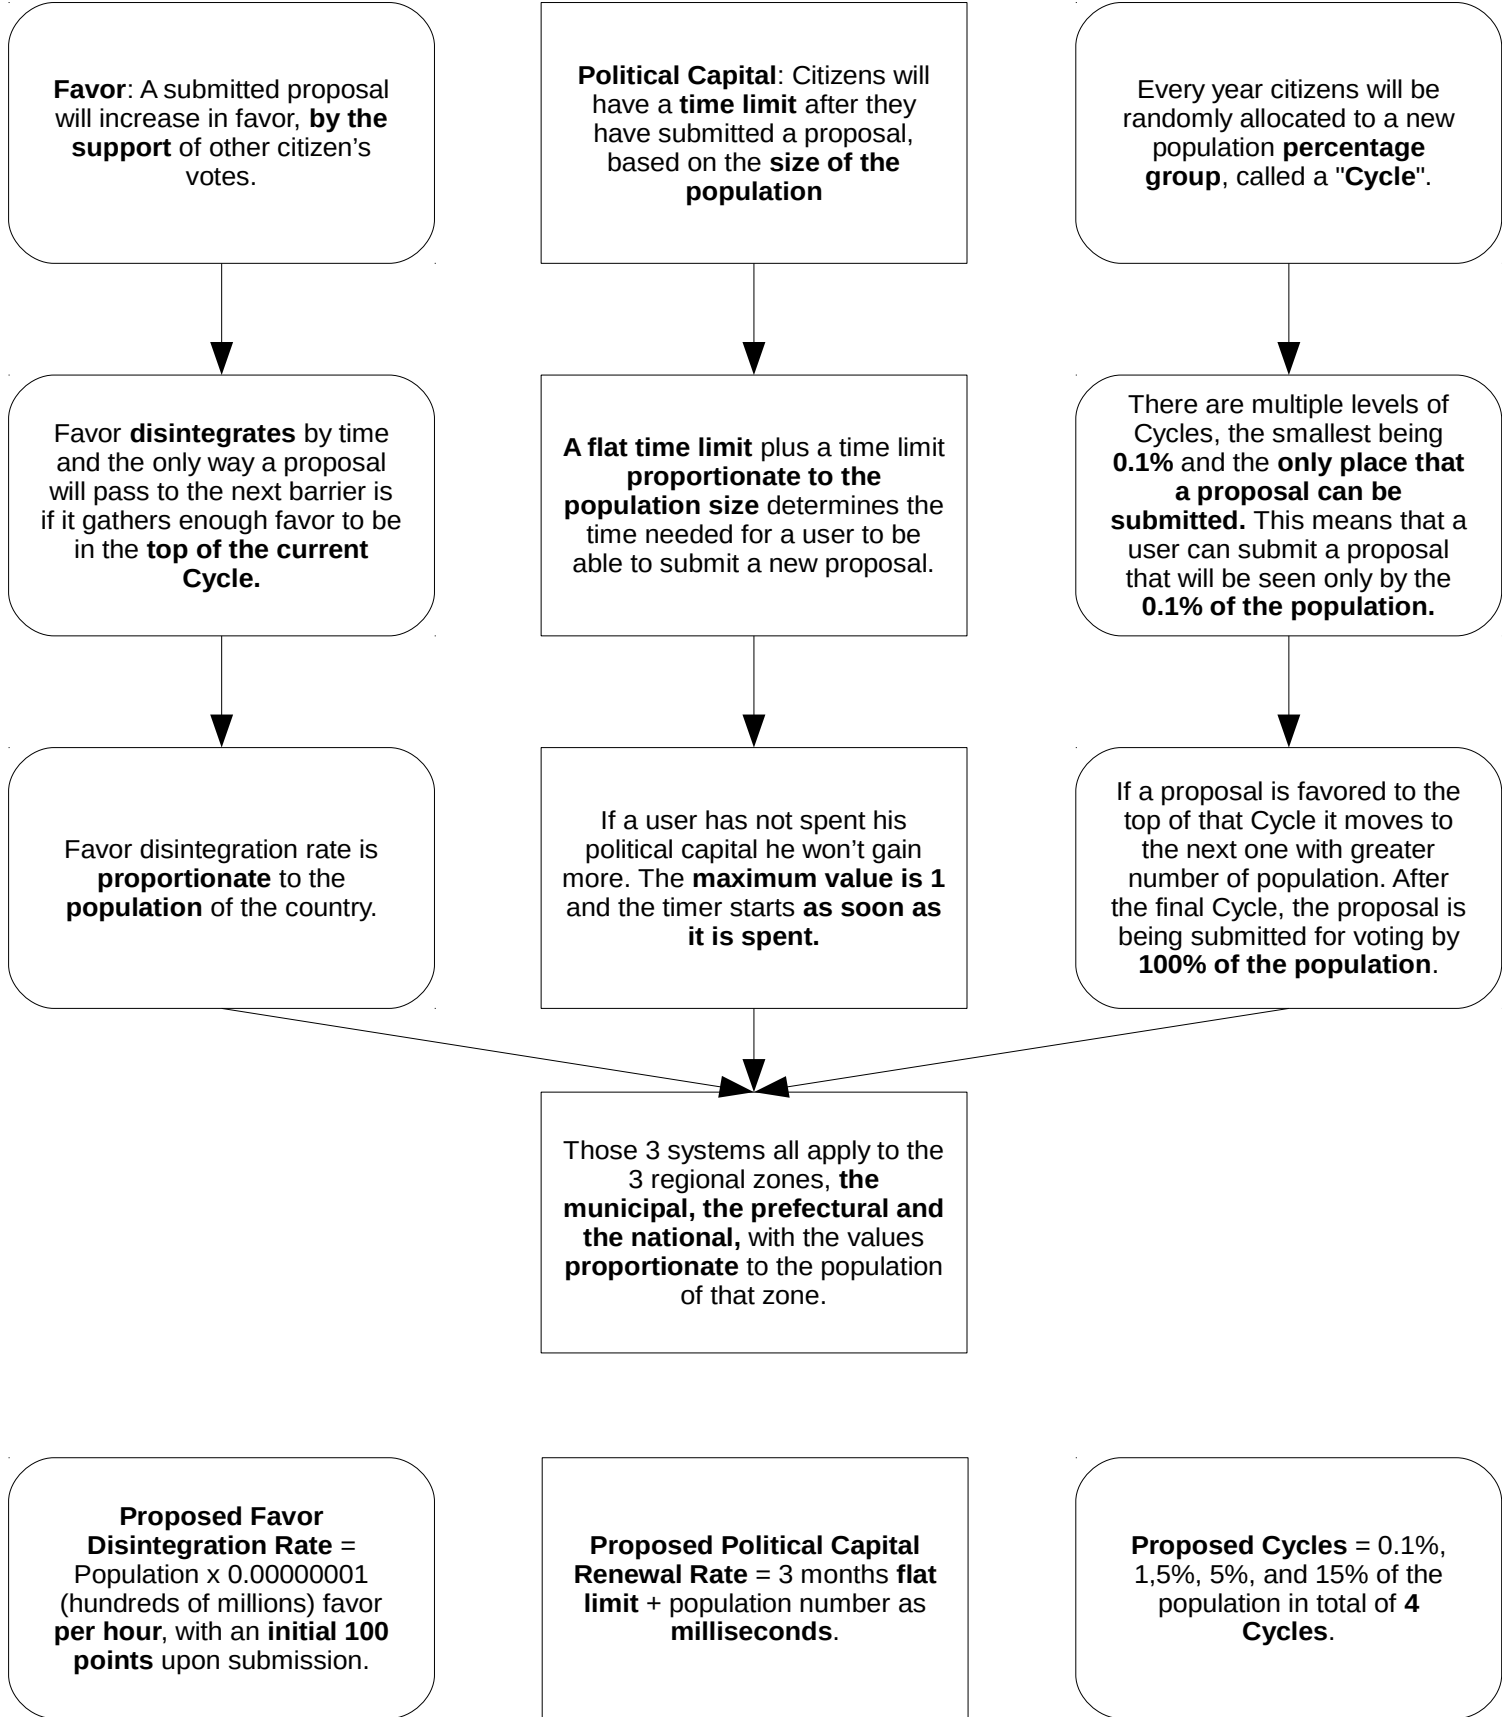 Favor: A submitted proposal
will increase in favor, by the
support of other citizen’s
votes.
Political Capital: Citizens will
have a time limit after they
have submitted a proposal,
based on the size of the
population
Every year citizens will be
randomly allocated to a new
population percentage
group, called a "Cycle".
Favor disintegrates by time
and the only way a proposal
will pass to the next barrier is
if it gathers enough favor to be
in the top of the current
Cycle.
A flat time limit plus a time limit
proportionate to the
population size determines the
time needed for a user to be
able to submit a new proposal.
There are multiple levels of
Cycles, the smallest being
0.1% and the only place that
a proposal can be
submitted. This means that a
user can submit a proposal
that will be seen only by the
0.1% of the population.
Favor disintegration rate is
proportionate to the
population of the country.
If a user has not spent his
political capital he won’t gain
more. The maximum value is 1
and the timer starts as soon as
it is spent.
If a proposal is favored to the
top of that Cycle it moves to
the next one with greater
number of population. After
the final Cycle, the proposal is
being submitted for voting by
100% of the population.
Those 3 systems all apply to the
3 regional zones, the
municipal, the prefectural and
the national, with the values
proportionate to the population
of that zone.
Proposed Favor
Disintegration Rate =
Population x 0.00000001
(hundreds of millions) favor
per hour, with an initial 100
points upon submission.
Proposed Political Capital
Renewal Rate = 3 months flat
limit + population number as
milliseconds.
Proposed Cycles = 0.1%,
1,5%, 5%, and 15% of the
population in total of 4
Cycles.